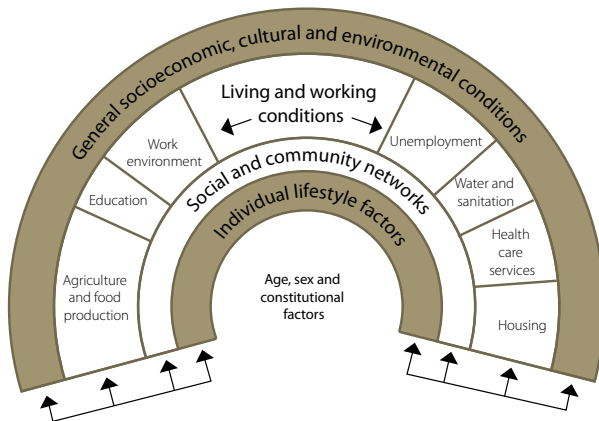 General socioeconomic, cultural and environmental conditions
Living and working
conditions
Work
environment
Unemployment
Education
Water and
sanitation
Social and community networks
Individual lifestyle factors
Health
care
services
Agriculture
and food
production
Age, sex and
constitutional
factors
Housing